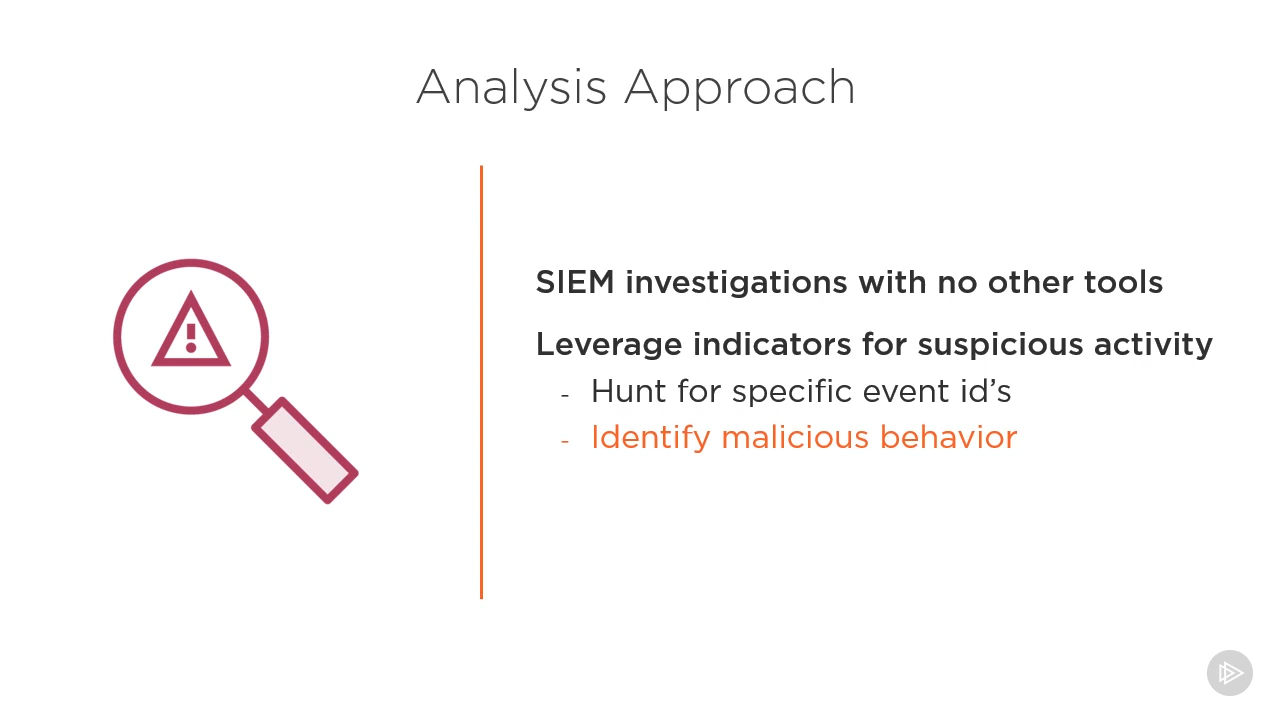 Analysis Approach
SIEM investigations with no other tools
Leverage indicators for suspicious activity
- Hunt for specific event id’s
- Identify malicious behavior